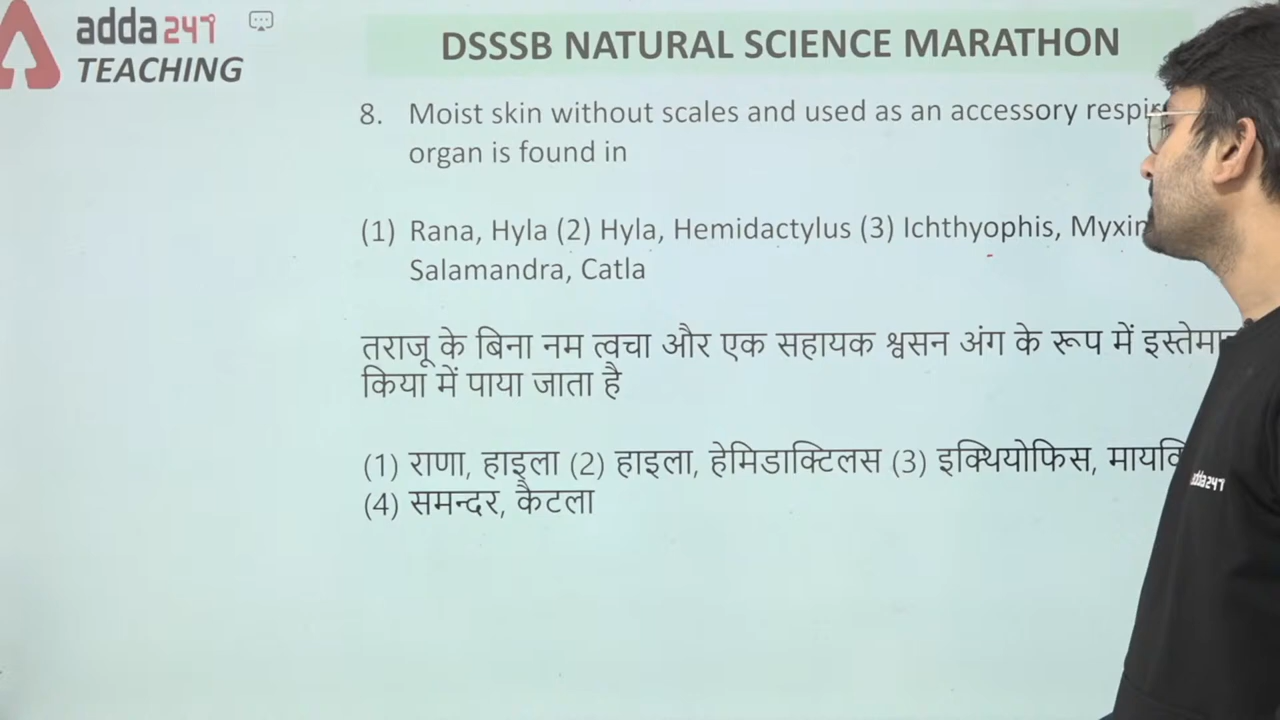 adda247
TEACHING
DSSSB NATURAL SCIENCE MARATHON
8. Moist skin without scales and used as an accessory
organ is found in
(1) Rana, Hyla (2) Hyla, Hemidactylus (3) Ichthyophis,
Salamandra, Catla
तराजू के बिना नम त्वचा और एक सहायक श्वसन अंग के रूप में
किया में पाया जाता है
(1) राणा, हाइला (2) हाइला, हेमिडाक्टिलस (3) इक्थियोफिस,
(4) समन्दर, कैटला
adda247